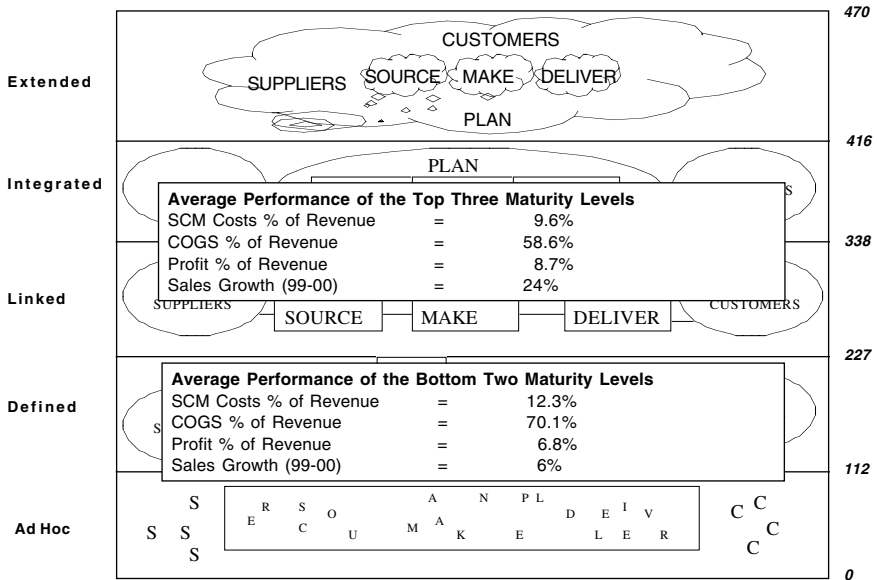 470
CUSTOMERS
Extended
SUPPLIERS SOURCE MAKE DELIVER
PLAN
416
PLAN
Integrated
S
Average Performance of the Top Three Maturity Levels
SCM Costs % of Revenue = 9.6%
COGS % of Revenue = 58.6%
338
Profit % of Revenue = 8.7%
Sales Growth (99-00) = 24%
Linked
SUPPLIERS CUSTOMERS
SOURCE MAKE DELIVER
227
Average Performance of the Bottom Two Maturity Levels
SCM Costs % of Revenue = 12.3%
Defined
COGS % of Revenue = 70.1%
S
Profit % of Revenue = 6.8%
Sales Growth (99-00) = 6%
112
S R S O A N P L D E I V C C
Ad Hoc
S S E C U M A K E L E R C
S C
0